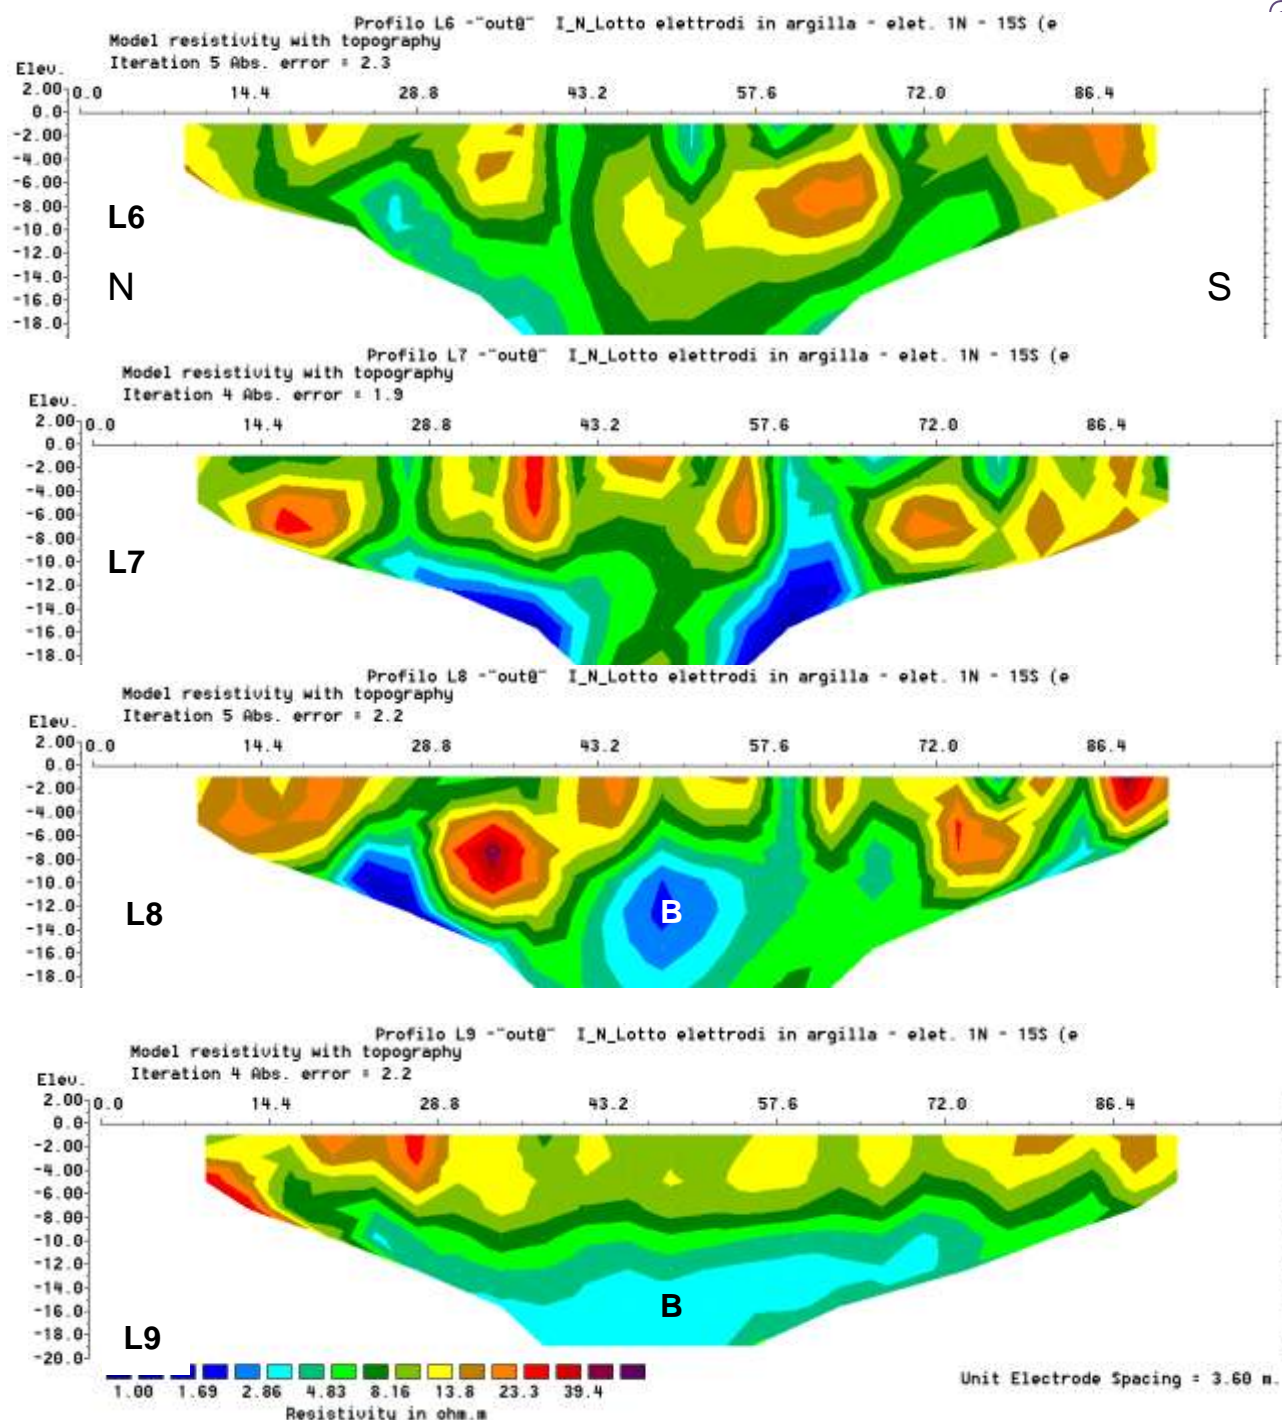 Profilo L6 -"out@" I_N_Lotto elettrodi in argilla - elet. 1N - 15S (e
Model resistivity with topography
Iteration 5 Abs. error = 2.3
Elev.
0.0 14.4 28.8 43.2 57.6 72.0 86.4
2.00
0.0
-2.00
-4.00
-6.00
-8.00
-10.0
-12.0
-14.0
-16.0
-18.0
L6
N S
Profilo L7 -"out@" I_N_Lotto elettrodi in argilla - elet. 1N - 15S (e
Model resistivity with topography
Iteration 4 Abs. error = 1.9
Elev.
0.0 14.4 28.8 43.2 57.6 72.0 86.4
2.00
0.0
-2.00
-4.00
-6.00
-8.00
-10.0
-12.0
-14.0
-16.0
-18.0
L7
Profilo L8 -"out@" I_N_Lotto elettrodi in argilla - elet. 1N - 15S (e
Model resistivity with topography
Iteration 5 Abs. error = 2.2
Elev.
0.0 14.4 28.8 43.2 57.6 72.0 86.4
2.00
0.0
-2.00
-4.00
-6.00
-8.00
-10.0
-12.0
-14.0
-16.0
-18.0
L8 B
Profilo L9 -"out@" I_N_Lotto elettrodi in argilla - elet. 1N - 15S (e
Model resistivity with topography
Iteration 4 Abs. error = 2.2
Elev.
0.0 14.4 28.8 43.2 57.6 72.0 86.4
2.00
0.0
-2.00
-4.00
-6.00
-8.00
-10.0
-12.0
-14.0
-16.0
-18.0
-20.0
B
L9
1.00 1.69 2.86 4.83 8.16 13.8 23.3 39.4
Resistivity in ohm.m
Unit Electrode Spacing = 3.60 m.